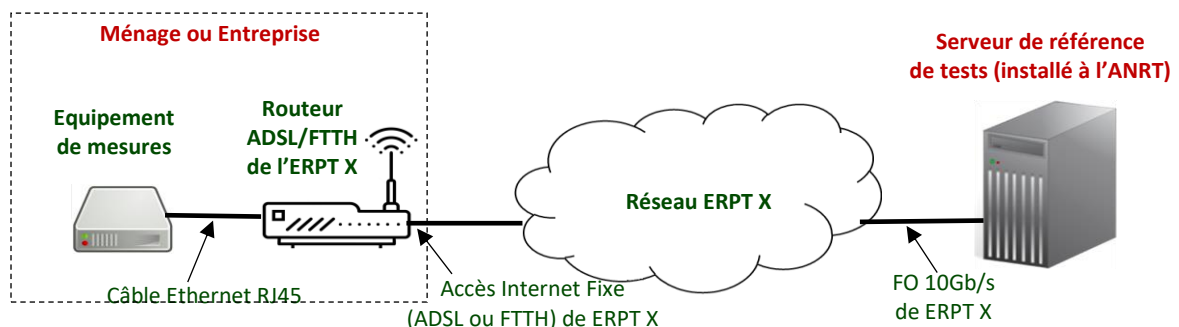 Ménage ou Entreprise
Equipement
de mesures
Routeur
ADSL/FTTH
de l'ERPT X
Câble Ethernet RJ45
Accès Internet Fixe
(ADSL ou FTTH) de ERPT X
Réseau ERPT X
FO 10Gb/s
de ERPT X
Serveur de référence
de tests (installé à l'ANRT)